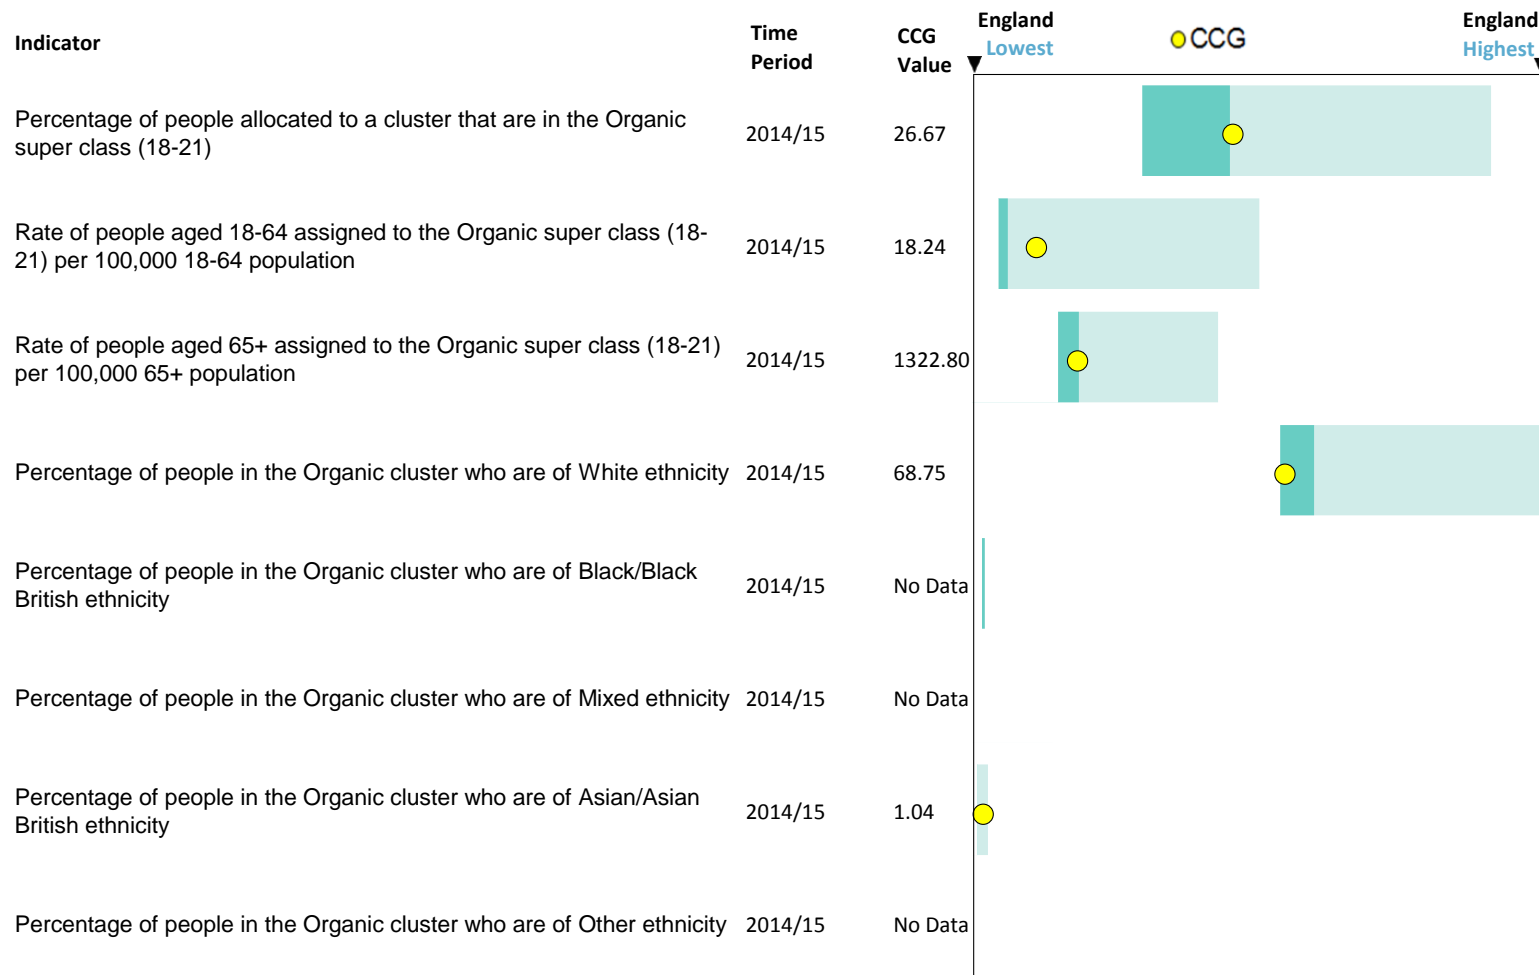 Indicator
Time Period
CCG Value
England Lowest
CCG
England Highest
Percentage of people allocated to a cluster that are in the Organic
super class (18-21)
2014/15
26.67
Rate of people aged 18-64 assigned to the Organic super class (18-
21) per 100,000 18-64 population
2014/15
18.24
Rate of people aged 65+ assigned to the Organic super class (18-21)
per 100,000 65+ population
2014/15
1322.80
Percentage of people in the Organic cluster who are of White ethnicity
2014/15
68.75
Percentage of people in the Organic cluster who are of Black/Black
British ethnicity
2014/15
No Data
Percentage of people in the Organic cluster who are of Mixed ethnicity
2014/15
No Data
Percentage of people in the Organic cluster who are of Asian/Asian
British ethnicity
2014/15
1.04
Percentage of people in the Organic cluster who are of Other ethnicity
2014/15
No Data